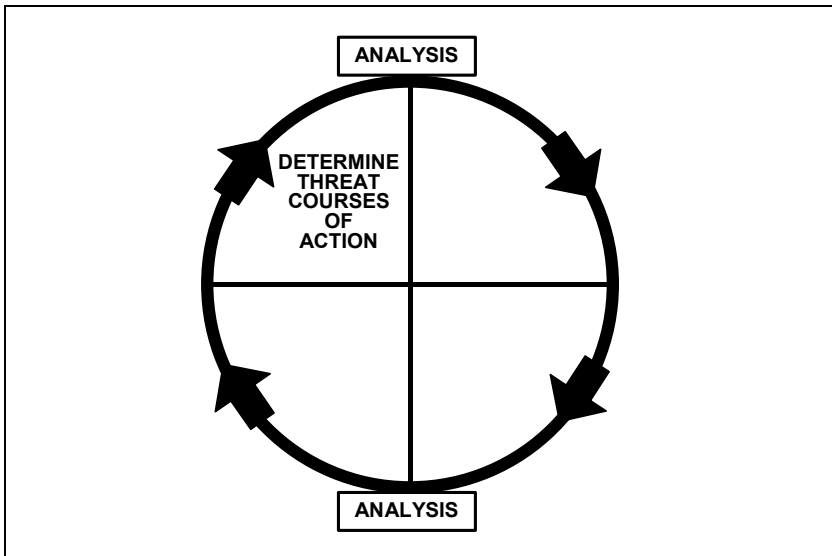 ANALYSIS
DETERMINE
THREAT
COURSES
OF
ACTION
ANALYSIS